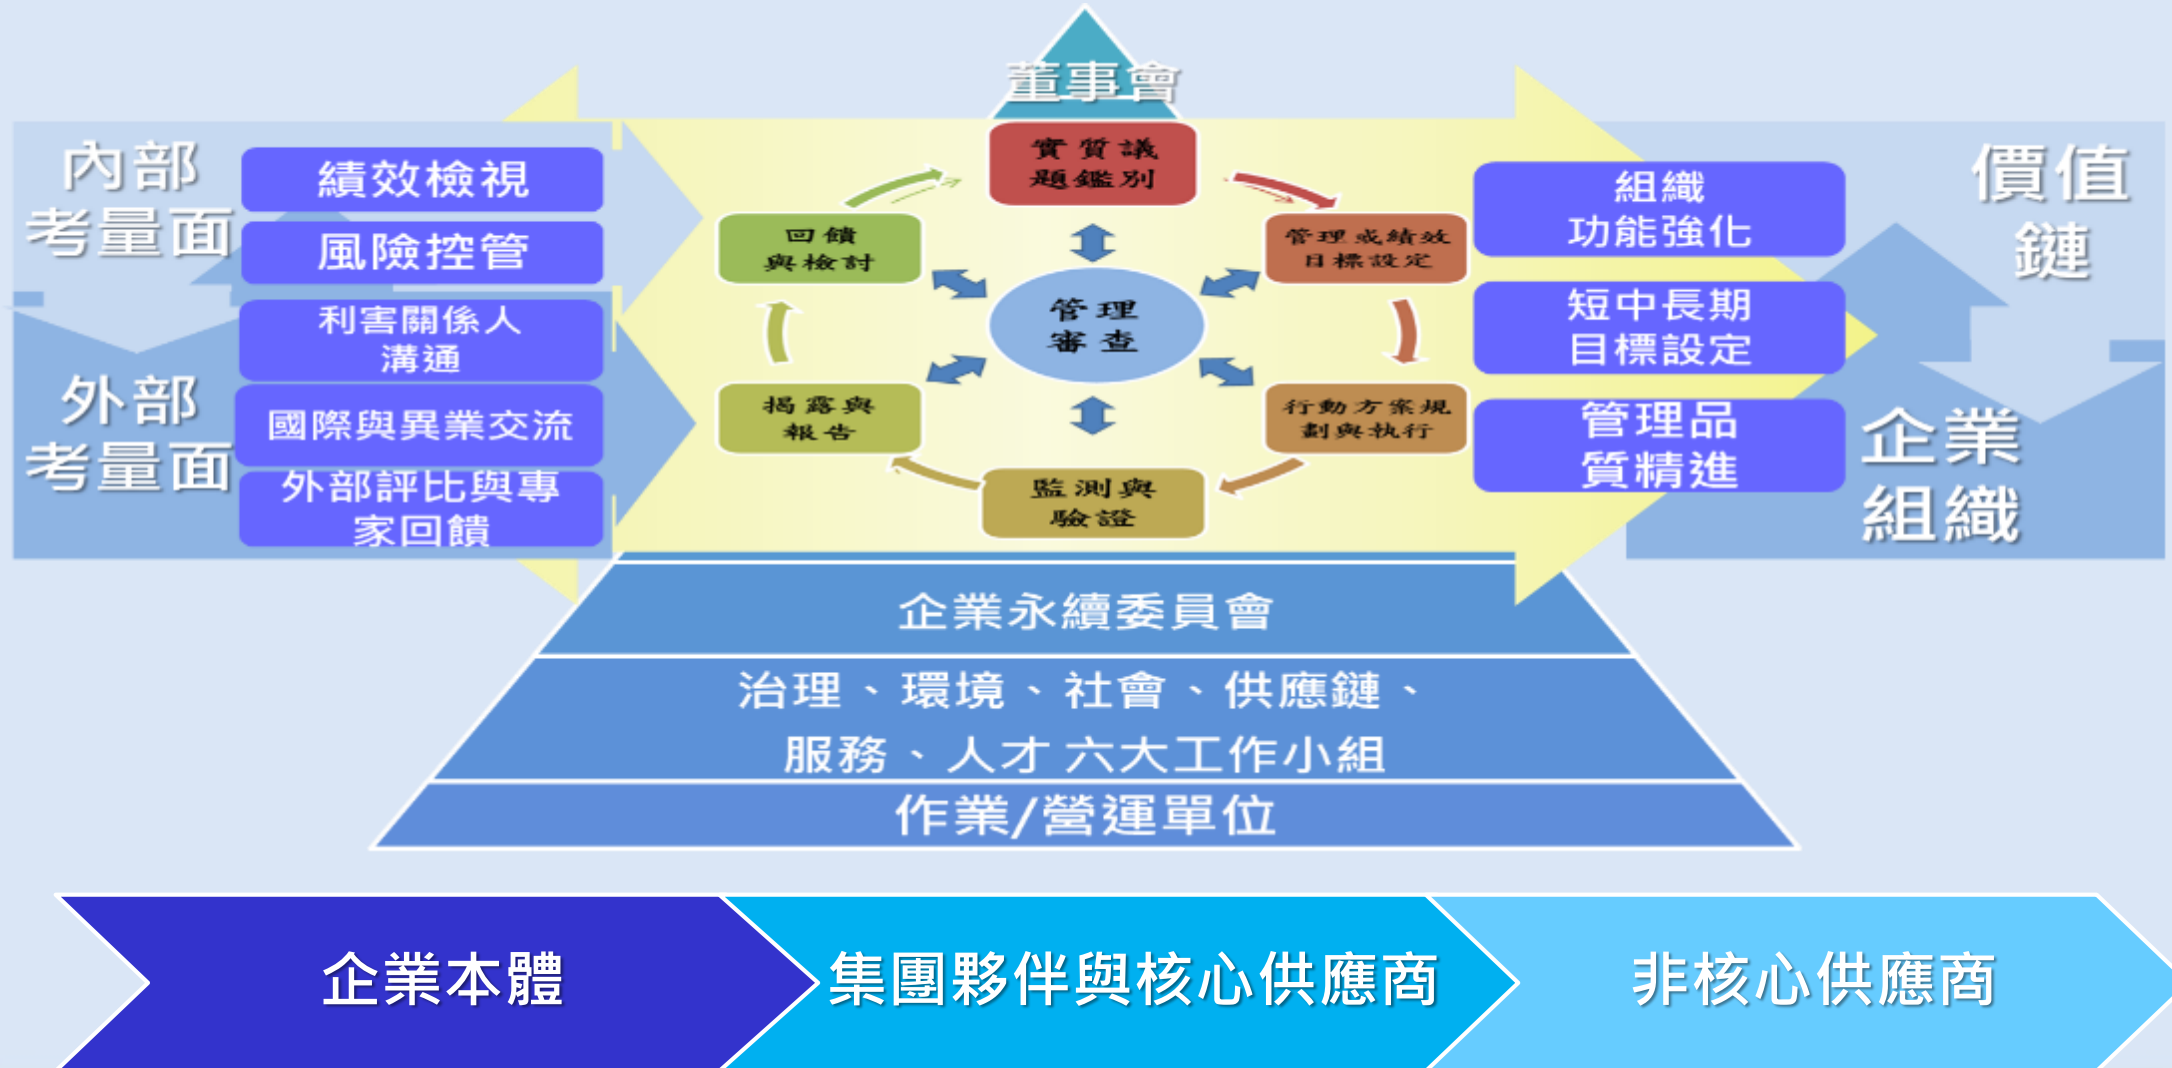 董事會
內部
考量面
績效檢視
風險控管
利害關係人
溝通
外部
考量面
國際與異業交流
外部評比與專
家回饋
實質議
題鑑別
管理或績效
目標設定
行動方案規
劃與執行
監測與
驗證
揭露與
報告
回饋
與檢討
管理
審查
組織
功能強化
短中長期
目標設定
管理品
質精進
價值
鏈
企業
組織
企業永續委員會
治理、環境、社會、供應鏈、
服務、人才 六大工作小組
作業/營運單位
企業本體
集團夥伴與核心供應商
非核心供應商